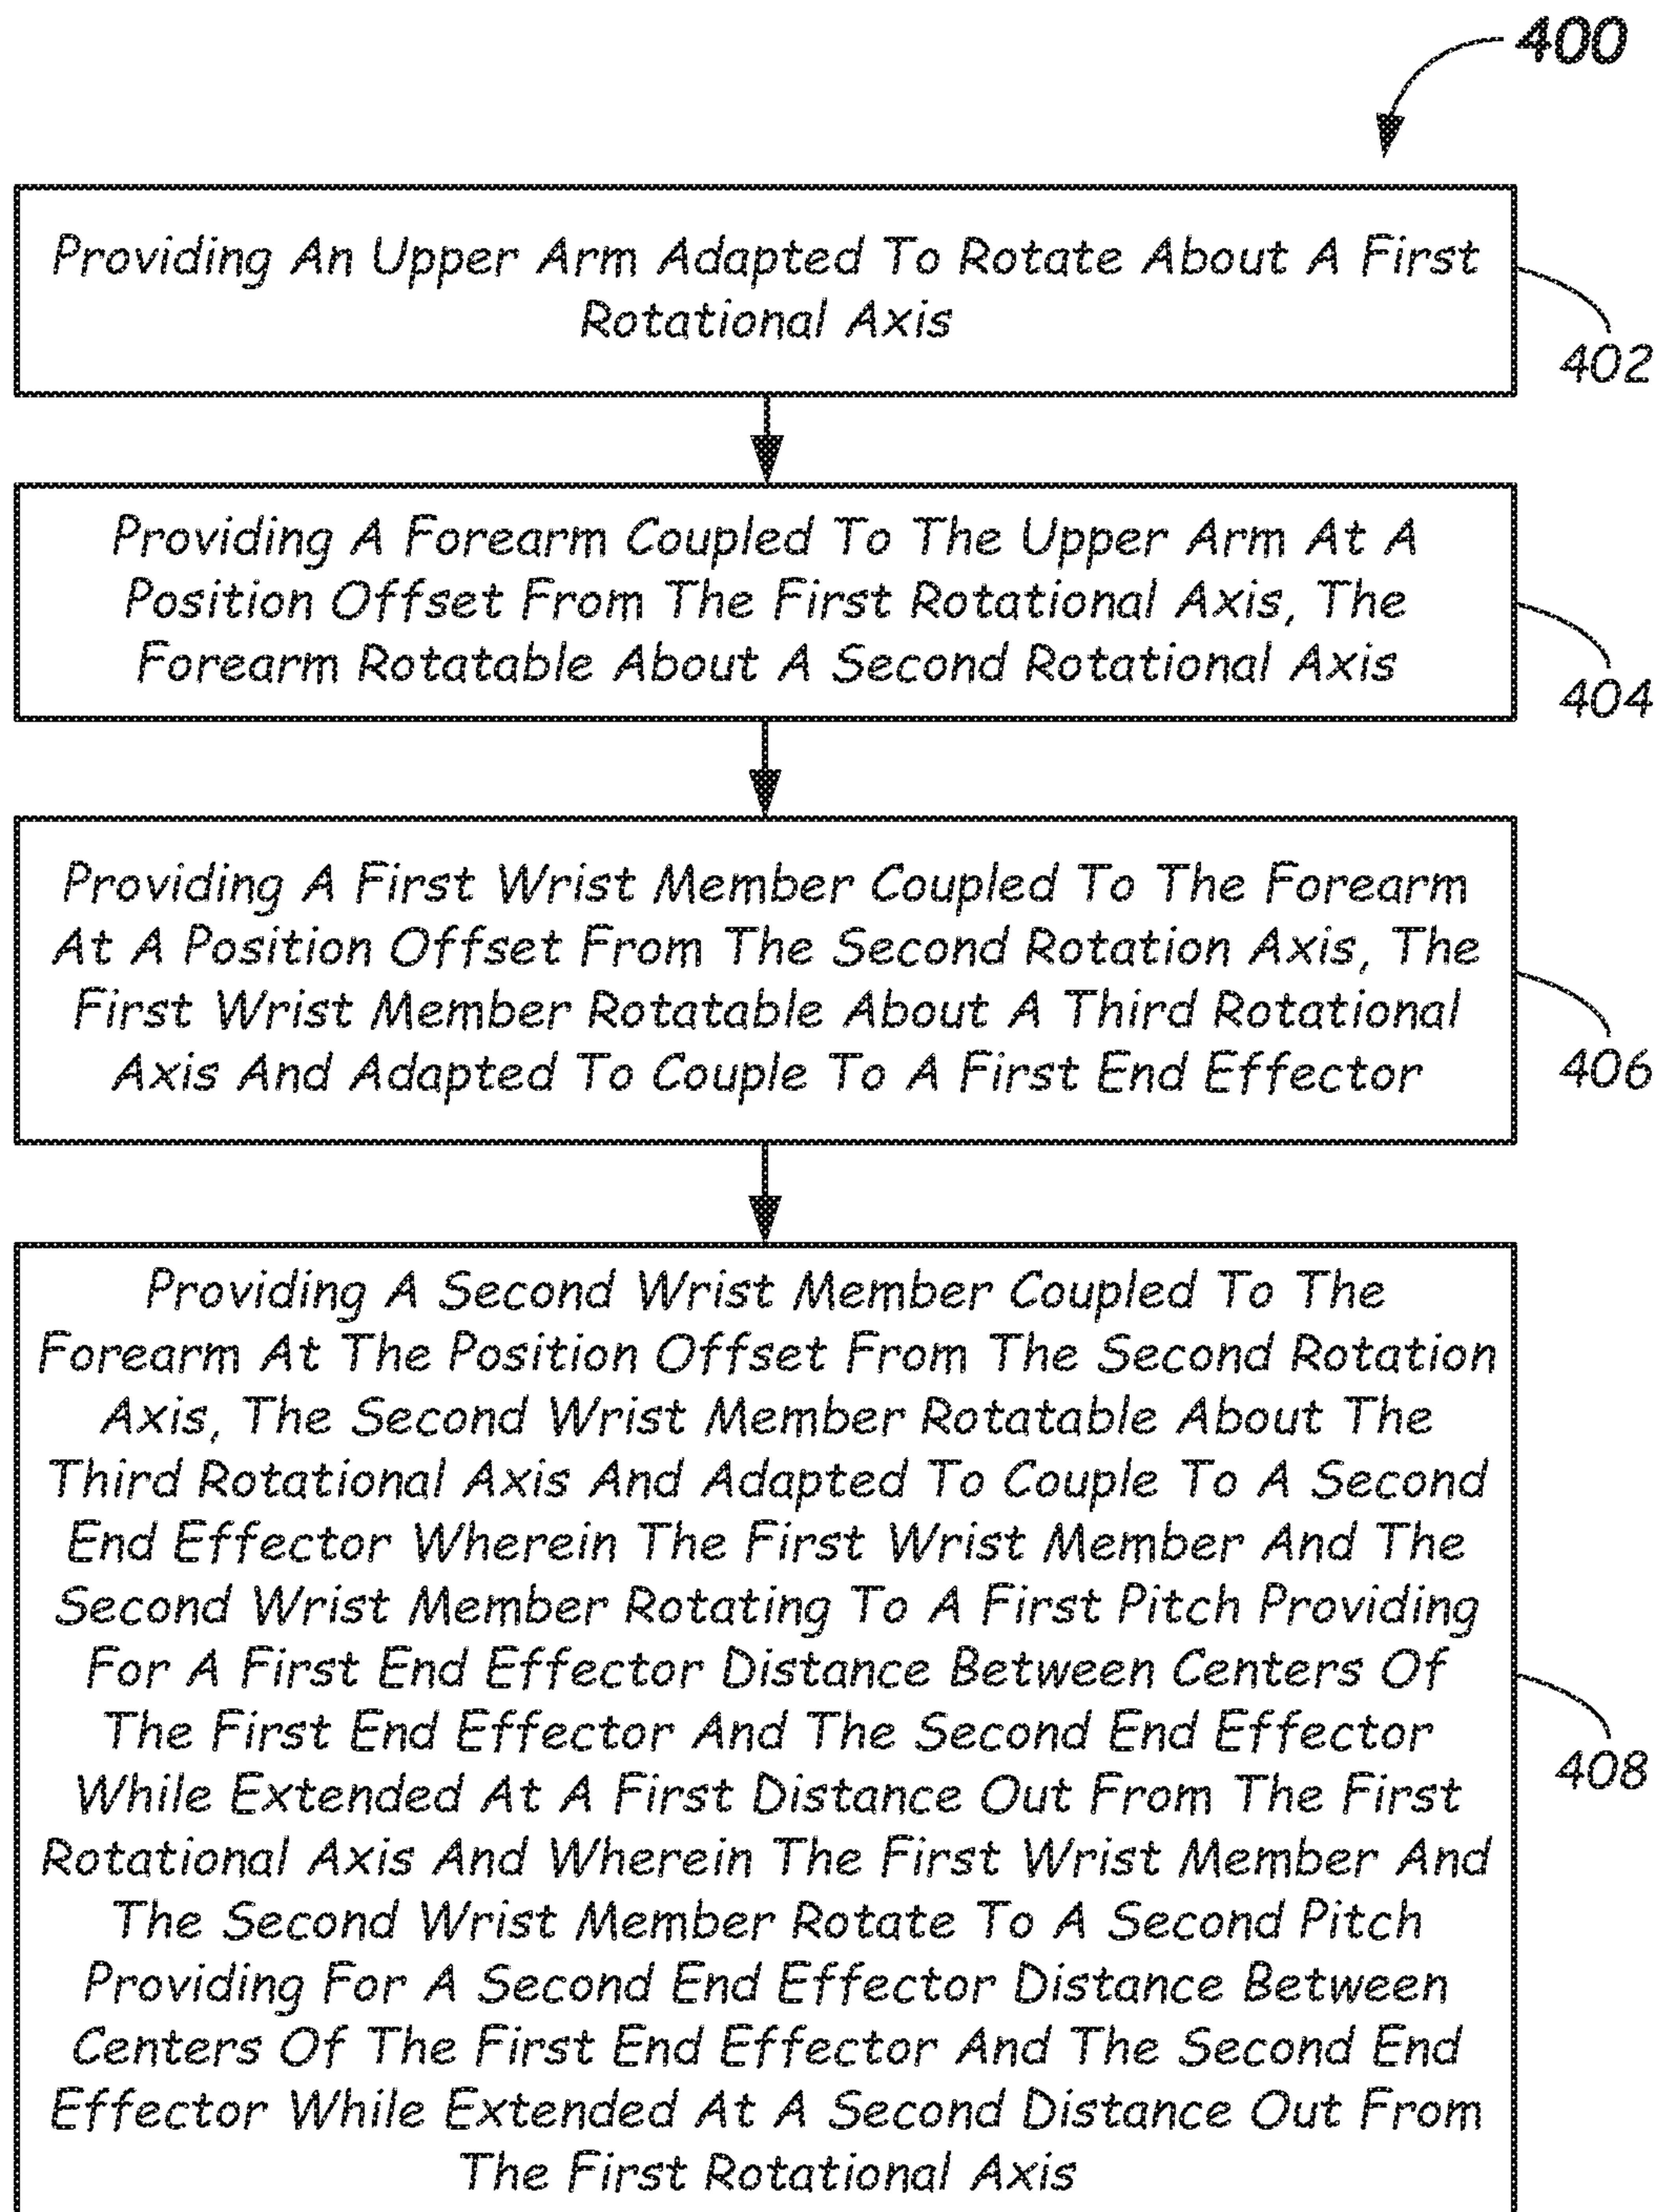 400
Providing An Upper Arm Adapted To Rotate About A First
Rotational Axis
402
Providing A Forearm Coupled To The Upper Arm At A
Position Offset From The First Rotational Axis, The
Forearm Rotatable About A Second Rotational Axis
404
Providing A First Wrist Member Coupled To The Forearm
At A Position Offset From The Second Rotation Axis, The
First Wrist Member Rotatable About A Third Rotational
Axis And Adapted To Couple To A First End Effector
406
Providing A Second Wrist Member Coupled To The
Forearm At The Position Offset From The Second Rotation
Axis, The Second Wrist Member Rotatable About The
Third Rotational Axis And Adapted To Couple To A Second
End Effector Wherein The First Wrist Member And The
Second Wrist Member Rotating To A First Pitch Providing
For A First End Effector Distance Between Centers Of
The First End Effector And The Second End Effector
While Extended At A First Distance Out From The First
Rotational Axis And Wherein The First Wrist Member And
The Second Wrist Member Rotate To A Second Pitch
Providing For A Second End Effector Distance Between
Centers Of The First End Effector And The Second End
Effector While Extended At A Second Distance Out From
The First Rotational Axis
408